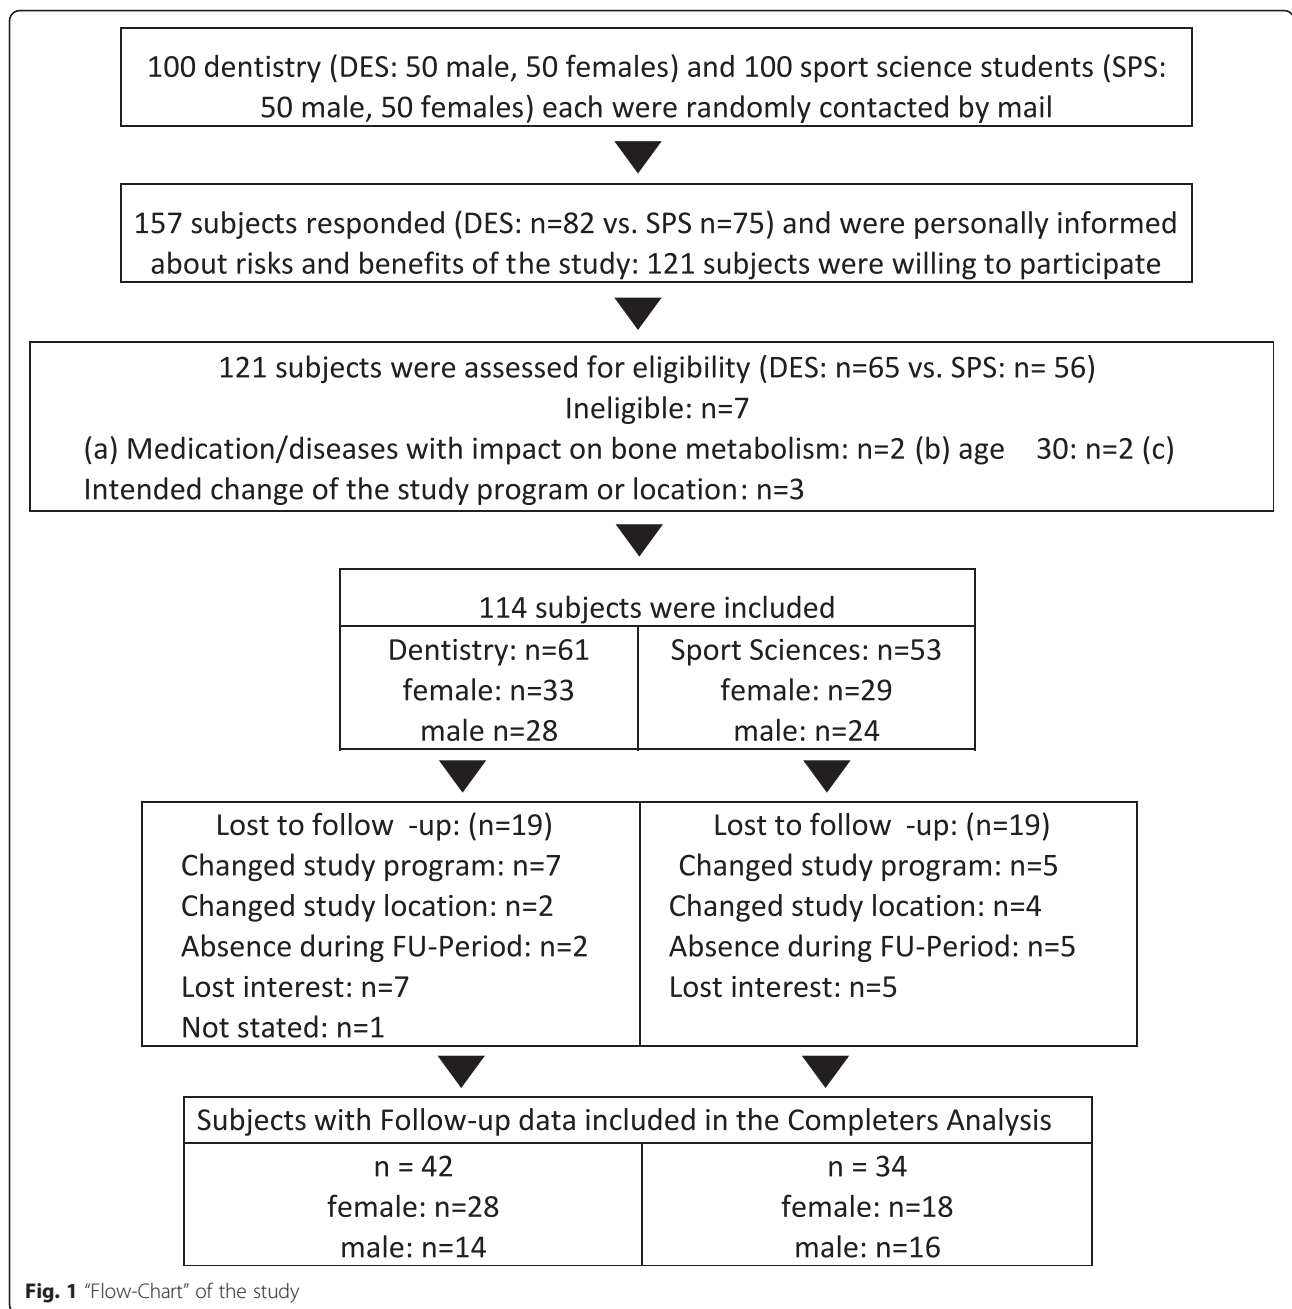 100 dentistry (DES: 50 male, 50 females) and 100 sport science students (SPS:
50 male, 50 females) each were randomly contacted by mail
157 subjects responded (DES: n=82 vs. SPS n=75) and were personally informed
about risks and benefits of the study: 121 subjects were willing to participate
121 subjects were assessed for eligibility (DES: n=65 vs. SPS: n= 56)
Ineligible: n=7
(a) Medication/diseases with impact on bone metabolism: n=2 (b) age 30: n=2 (c)
Intended change of the study program or location: n=3
114 subjects were included
Dentistry: n=61
female: n=33
male n=28
Sport Sciences: n=53
female: n=29
male: n=24
Lost to follow -up: (n=19)
Changed study program: n=7
Changed study location: n=2
Absence during FU-Period: n=2
Lost interest: n=7
Not stated: n=1
Lost to follow -up: (n=19)
Changed study program: n=5
Changed study location: n=4
Absence during FU-Period: n=5
Lost interest: n=5
Subjects with Follow-up data included in the Completers Analysis
n = 42
female: n=28
male: n=14
n = 34
female: n=18
male: n=16
Fig. 1 “Flow-Chart” of the study